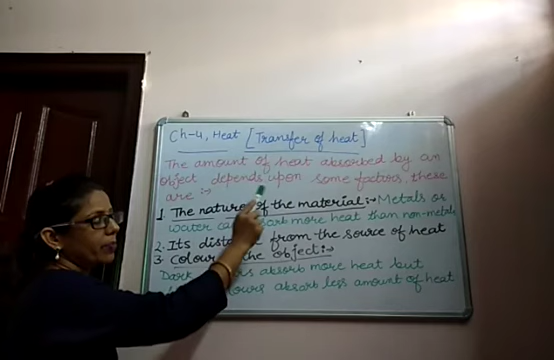 Ch-4, Heat [Transfer of heat]
The amount of heat absorbed by an
object depends upon some factors, these
are :-
1. The nature of the material:- Metals or
water can absorb more heat than non-metals
2. Its distance from the source of heat
3. Colour of the object:-
Dark absorb more heat but
absorb less amount of heat